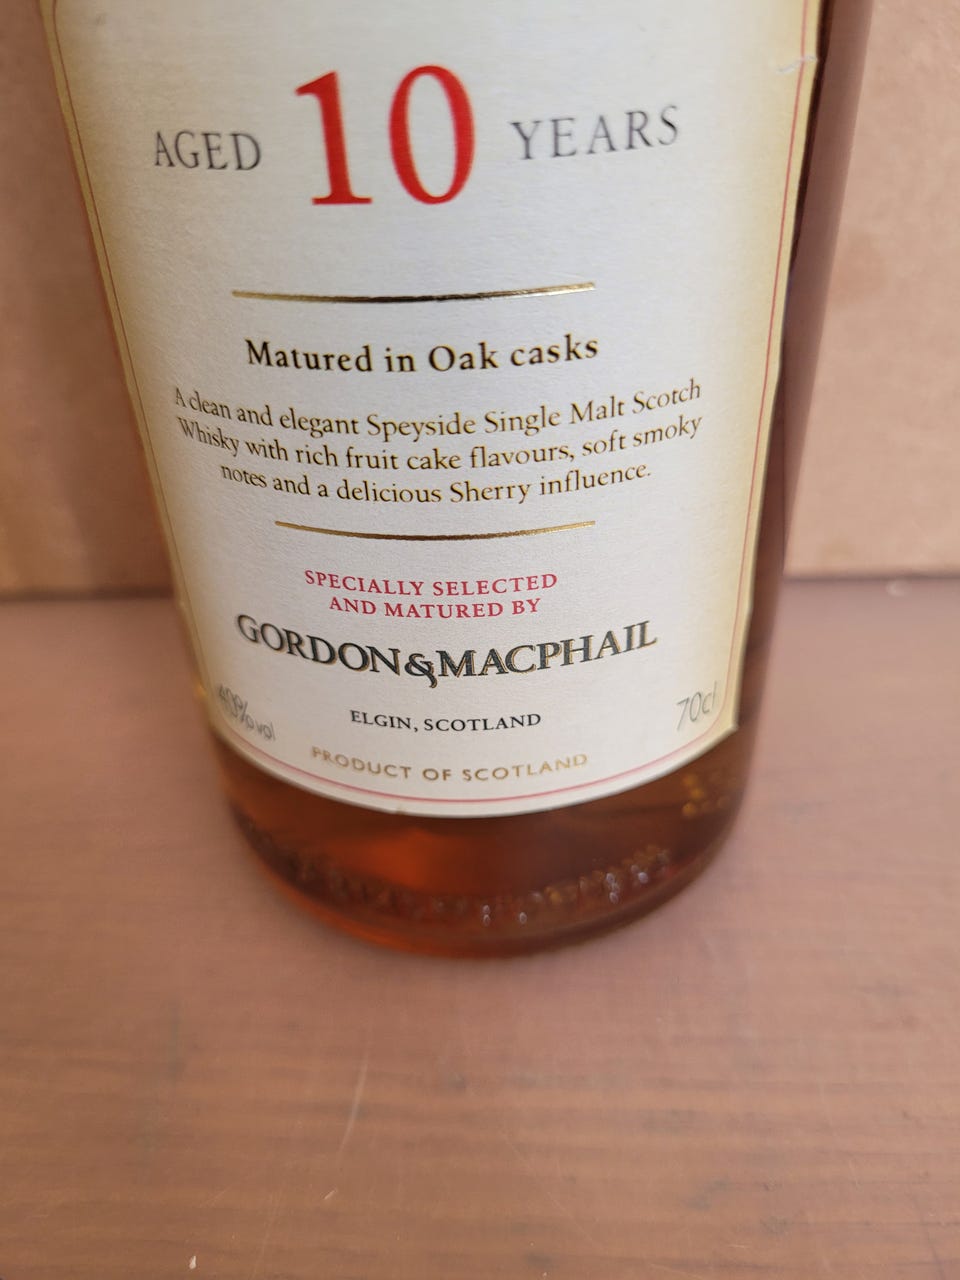 AGED 10 YEARS
Matured in Oak casks
A clean and elegant Speyside Single Malt Scotch
Whisky with rich fruit cake flavours, soft smoky
notes and a delicious Sherry influence.
SPECIALLY SELECTED
AND MATURED BY
GORDON & MACPHAIL
ELGIN, SCOTLAND
%vol 70cl
PRODUCT OF SCOTLAND